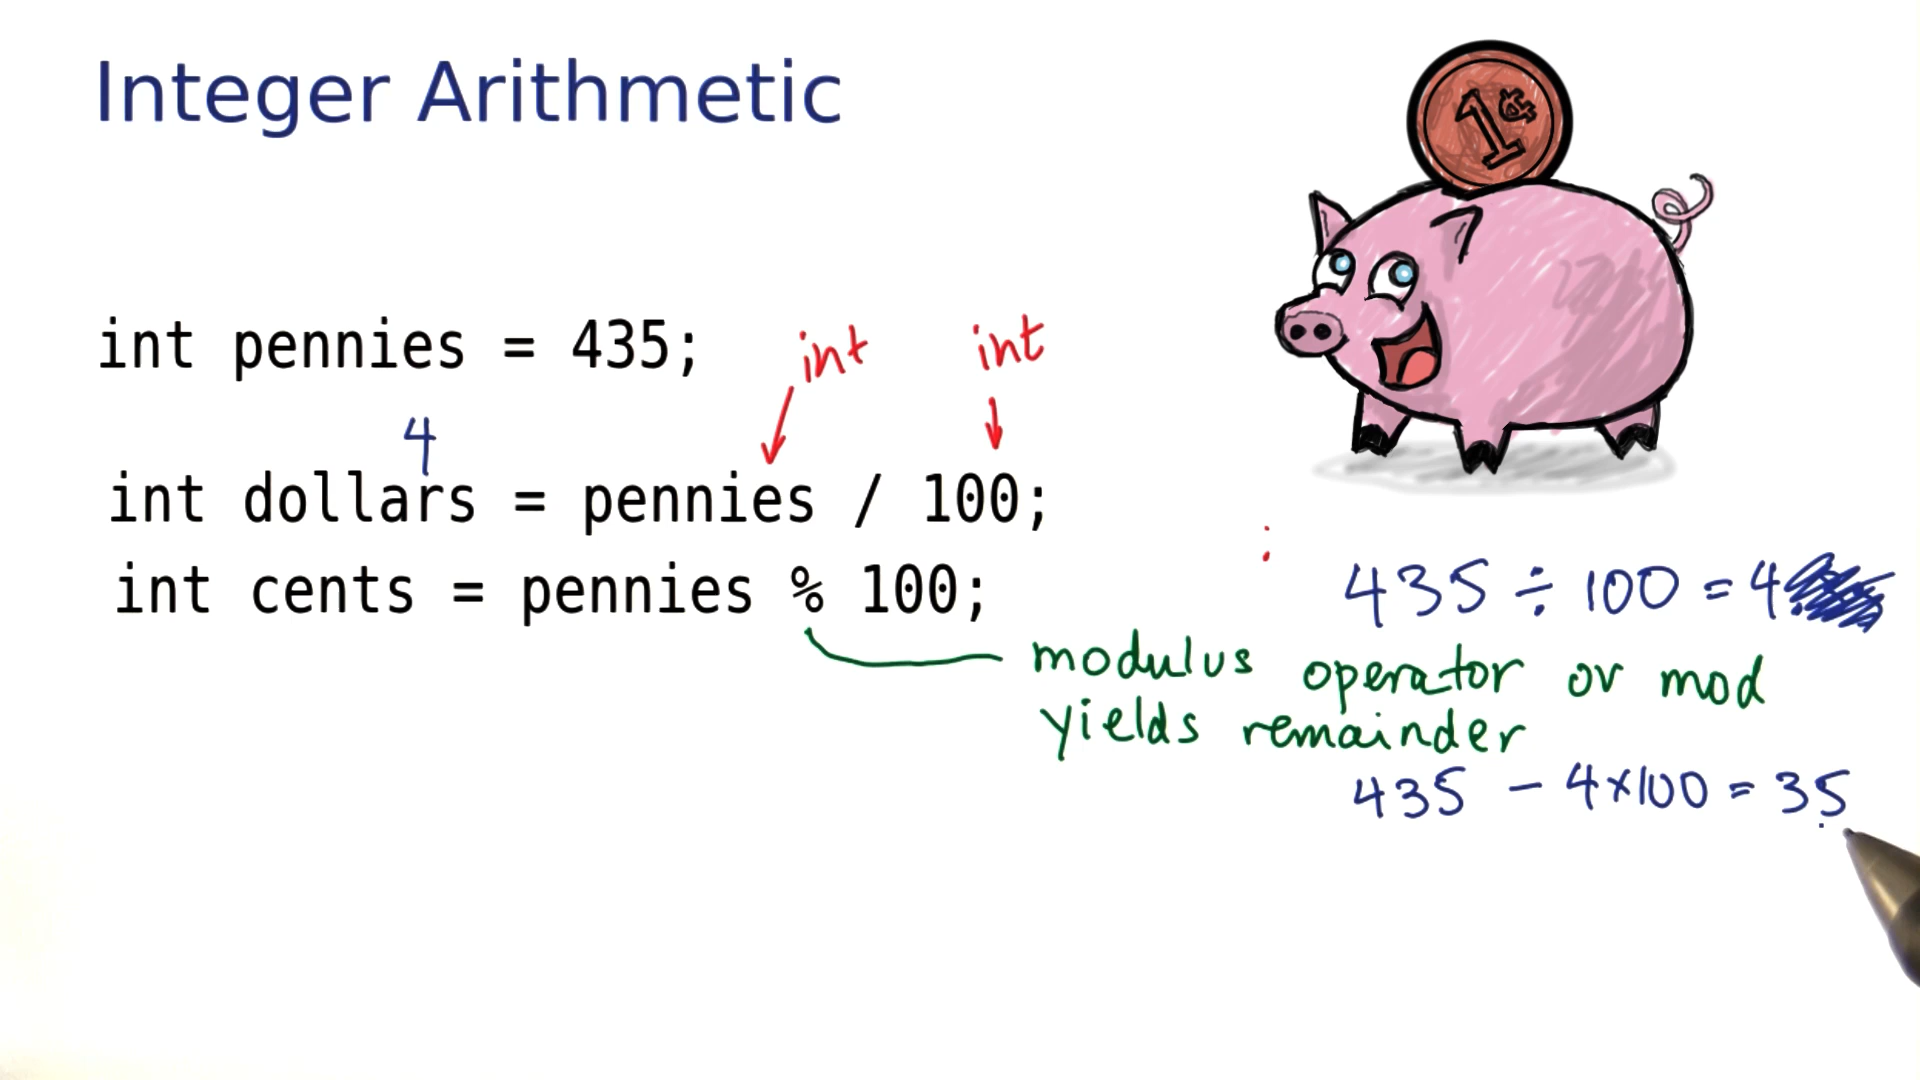 Integer Arithmetic
1¢
int pennies = 435;
int
int
4
int dollars = pennies / 100;
int cents = pennies % 100;
435 ÷ 100 = 4
modulus operator or mod
yields remainder
435 - 4×100 = 35